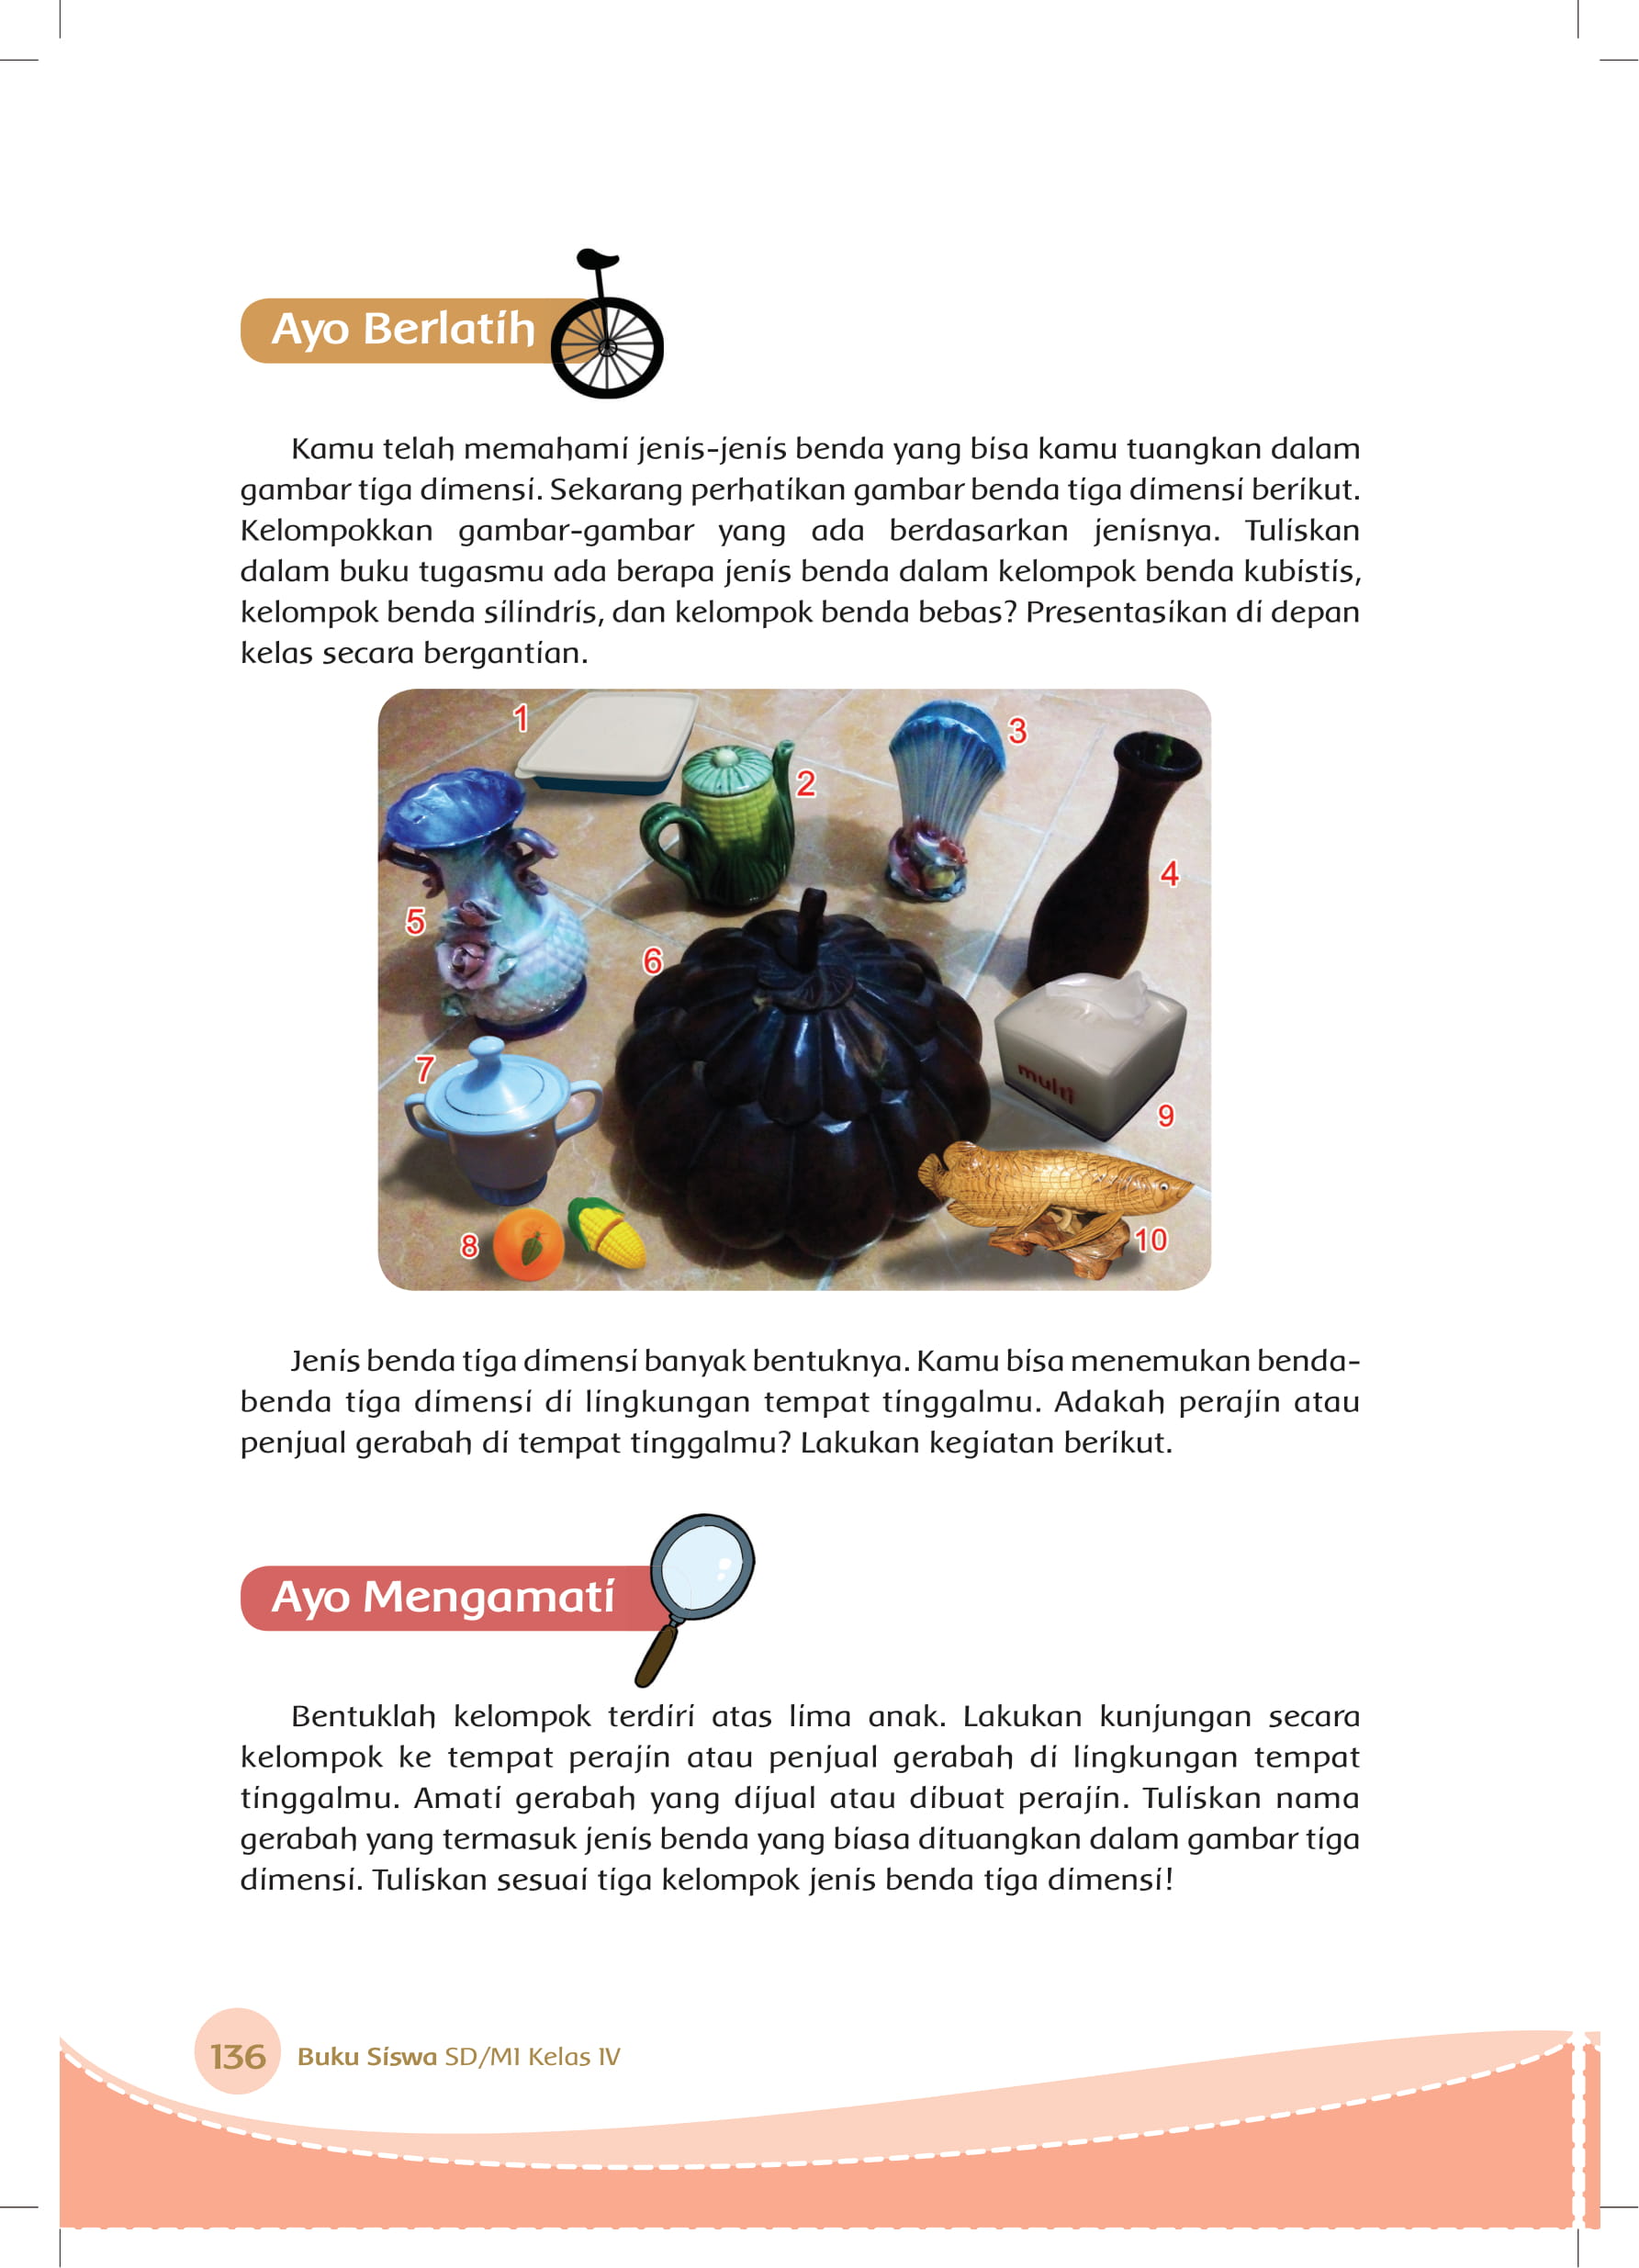 Ayo Berlatih
Kamu telah memahami jenis-jenis benda yang bisa kamu tuangkan dalam
gambar tiga dimensi. Sekarang perhatikan gambar benda tiga dimensi berikut.
Kelompokkan gambar-gambar yang ada berdasarkan jenisnya. Tuliskan
dalam buku tugasmu ada berapa jenis benda dalam kelompok benda kubistis,
kelompok benda silindris, dan kelompok benda bebas? Presentasikan di depan
kelas secara bergantian.
1
2
3
4
5
6
7
multi
9
8
10
Jenis benda tiga dimensi banyak bentuknya. Kamu bisa menemukan benda-
benda tiga dimensi di lingkungan tempat tinggalmu. Adakah perajin atau
penjual gerabah di tempat tinggalmu? Lakukan kegiatan berikut.
Ayo Mengamati
Bentuklah kelompok terdiri atas lima anak. Lakukan kunjungan secara
kelompok ke tempat perajin atau penjual gerabah di lingkungan tempat
tinggalmu. Amati gerabah yang dijual atau dibuat perajin. Tuliskan nama
gerabah yang termasuk jenis benda yang biasa dituangkan dalam gambar tiga
dimensi. Tuliskan sesuai tiga kelompok jenis benda tiga dimensi!
136 Buku Siswa SD/MI Kelas IV